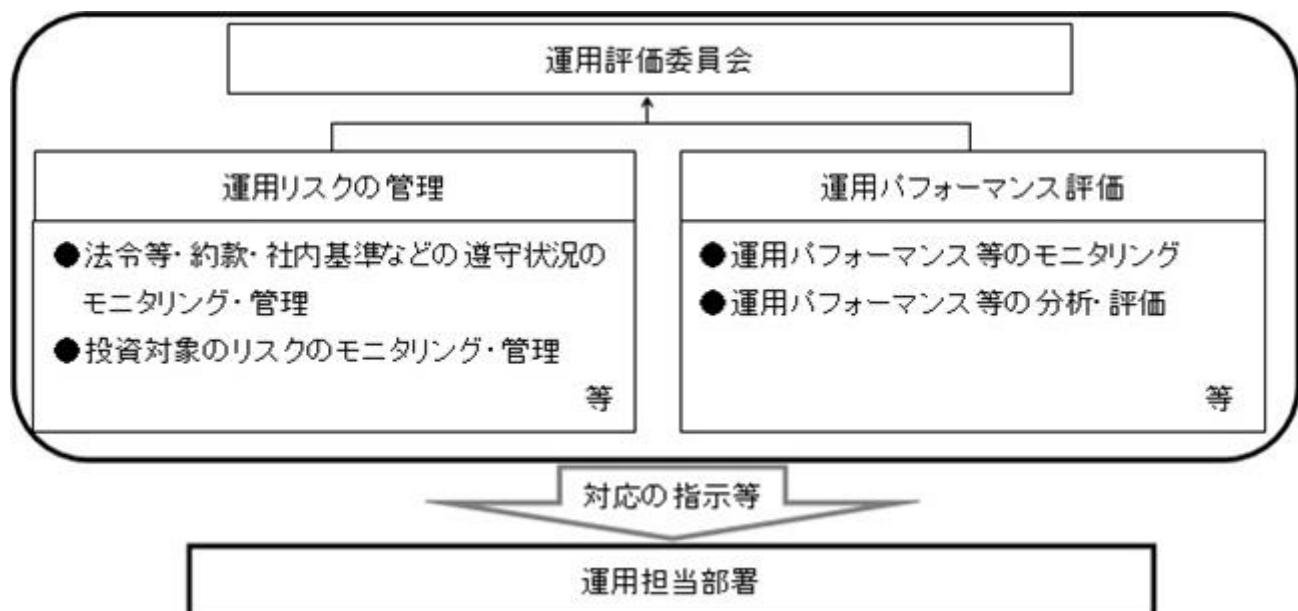 運用評価委員会
運用リスクの管理
●法令等・約款・社内基準などの遵守状況の
モニタリング・管理
●投資対象のリスクのモニタリング・管理
等
運用パフォーマンス評価
●運用パフォーマンス等のモニタリング
●運用パフォーマンス等の分析・評価
等
対応の指示等
運用担当部署